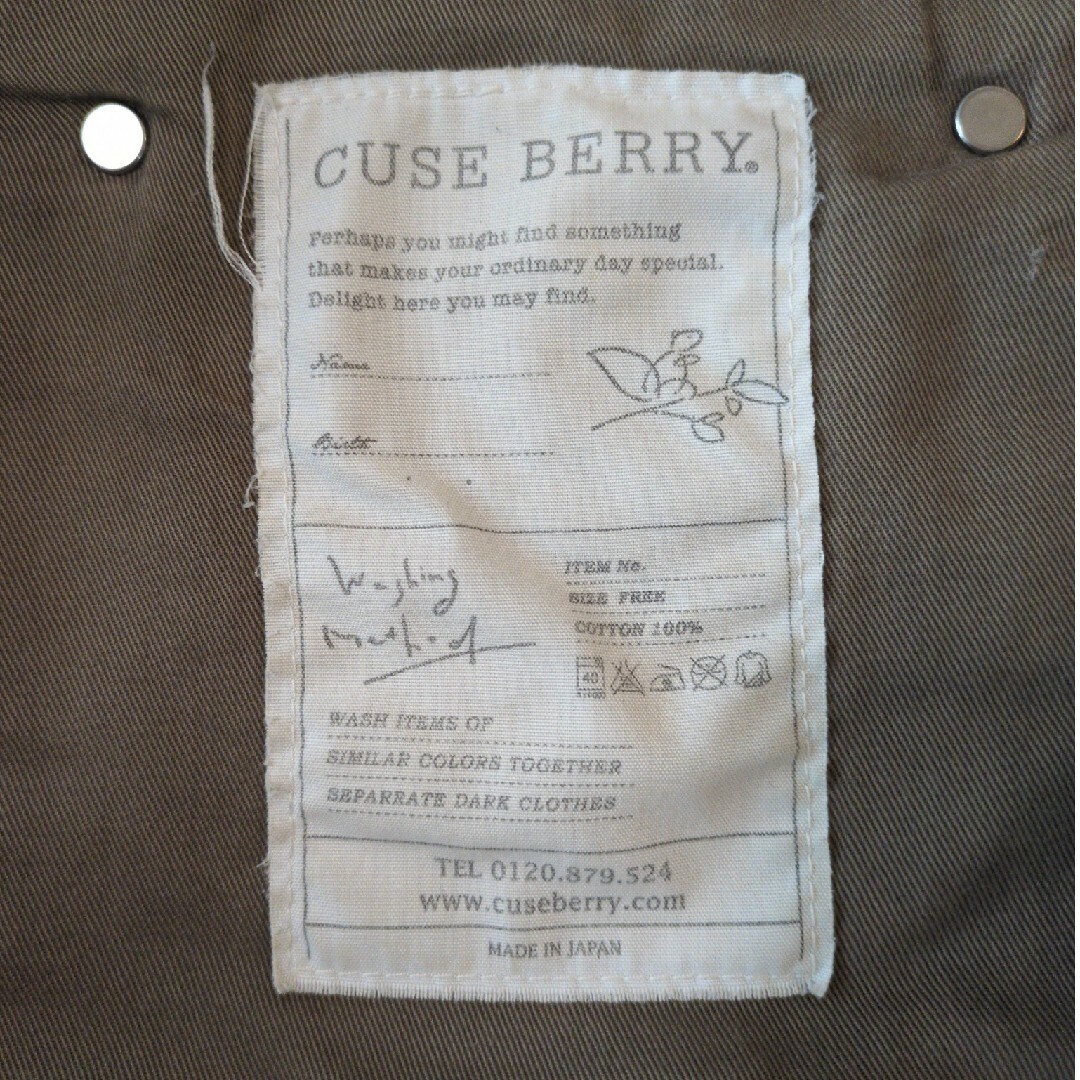 CUSE BERRY®
Perhaps you might find something
that makes your ordinary day special.
Delight here you may find.
Name
Birth
Washing
Method
ITEM No.
SIZE FREE
COTTON 100%
40
WASH ITEMS OF
SIMILAR COLORS TOGETHER
SEPARRATE DARK CLOTHES
TEL 0120.879.524
www.cuseberry.com
MADE IN JAPAN